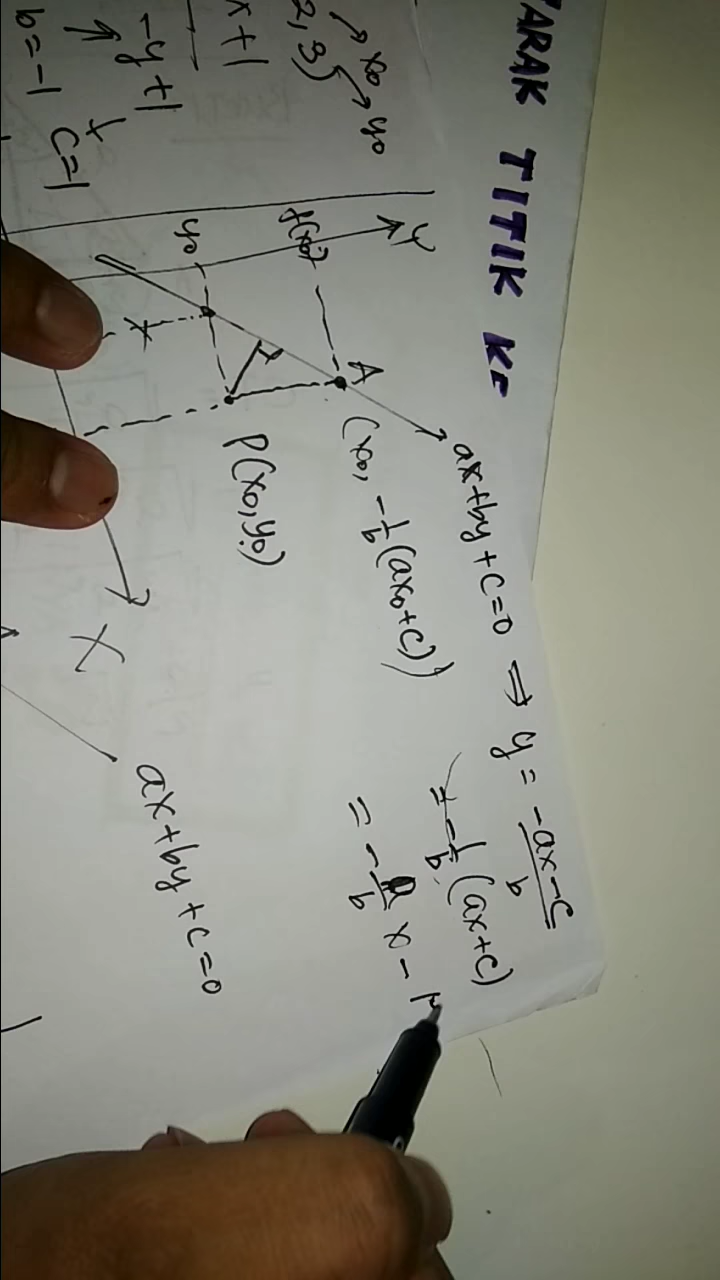 TITIK KE
x0
2, 3) y0
x+1
-y+1
b=-1 C=1
Y
f(x0)
y0
A
(x0, -1/b(ax0+c))
P(x0,y0)
X
ax+by+c=0 ⇒ y = -ax-c/b
= -1/b (ax+c)
= -a/b x -
ax+by+c=0